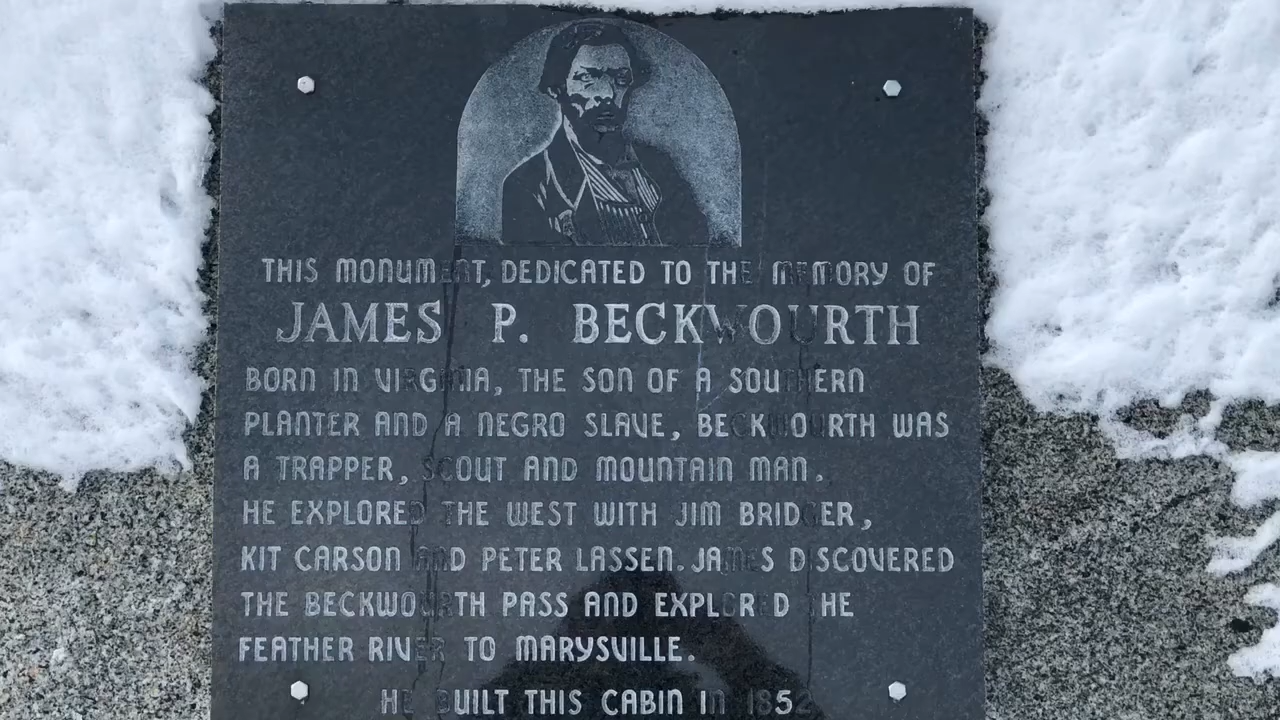 THIS MONUMENT, DEDICATED TO THE MEMORY OF
JAMES P. BECKWOURTH
BORN IN VIRGINIA, THE SON OF A SOUTHERN
PLANTER AND A NEGRO SLAVE, BECKWOURTH WAS
A TRAPPER, SCOUT AND MOUNTAIN MAN.
HE EXPLORED THE WEST WITH JIM BRIDGER,
KIT CARSON AND PETER LASSEN. JAMES DISCOVERED
THE BECKWOURTH PASS AND EXPLORED THE
FEATHER RIVER TO MARYSVILLE.
HE BUILT THIS CABIN IN 1852